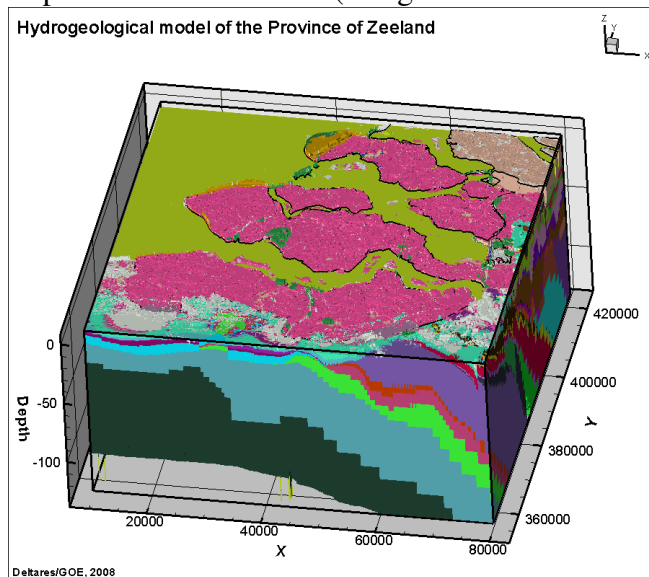 Hydrogeological model of the Province of Zeeland
Z
Y
X
0
-50
-100
Depth
20000
40000
60000
80000
X
420000
400000
380000
360000
Y
Deltares/GOE, 2008